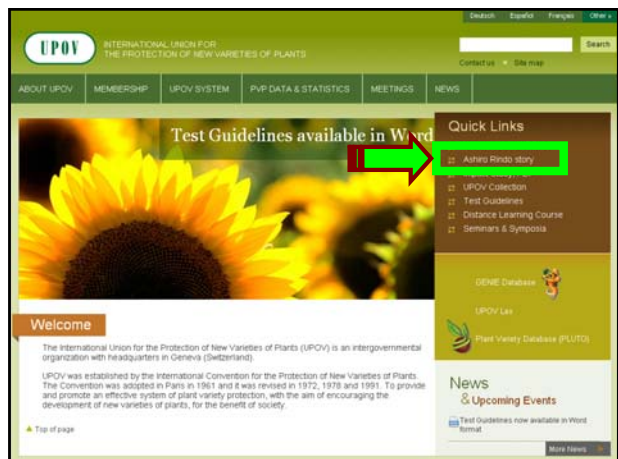 Deutsch Español Français Other
UPOV
INTERNATIONAL UNION FOR
THE PROTECTION OF NEW VARIETIES OF PLANTS
Search
Contact us Site map
ABOUT UPOV MEMBERSHIP UPOV SYSTEM PVP DATA & STATISTICS MEETINGS NEWS
Test Guidelines available in Word
Quick Links
Ashiro Rindo story
UPOV Collection
Test Guidelines
Distance Learning Course
Seminars & Symposia
GENIE Database
UPOV Lex
Plant Variety Database (PLUTO)
Welcome
The International Union for the Protection of New Varieties of Plants (UPOV) is an intergovernmental
organization with headquarters in Geneva (Switzerland).
UPOV was established by the International Convention for the Protection of New Varieties of Plants.
The Convention was adopted in Paris in 1961 and it was revised in 1972, 1978 and 1991. To provide
and promote an effective system of plant variety protection, with the aim of encouraging the
development of new varieties of plants, for the benefit of society.
Top of page
News
& Upcoming Events
Test Guidelines now available in Word
format
More News